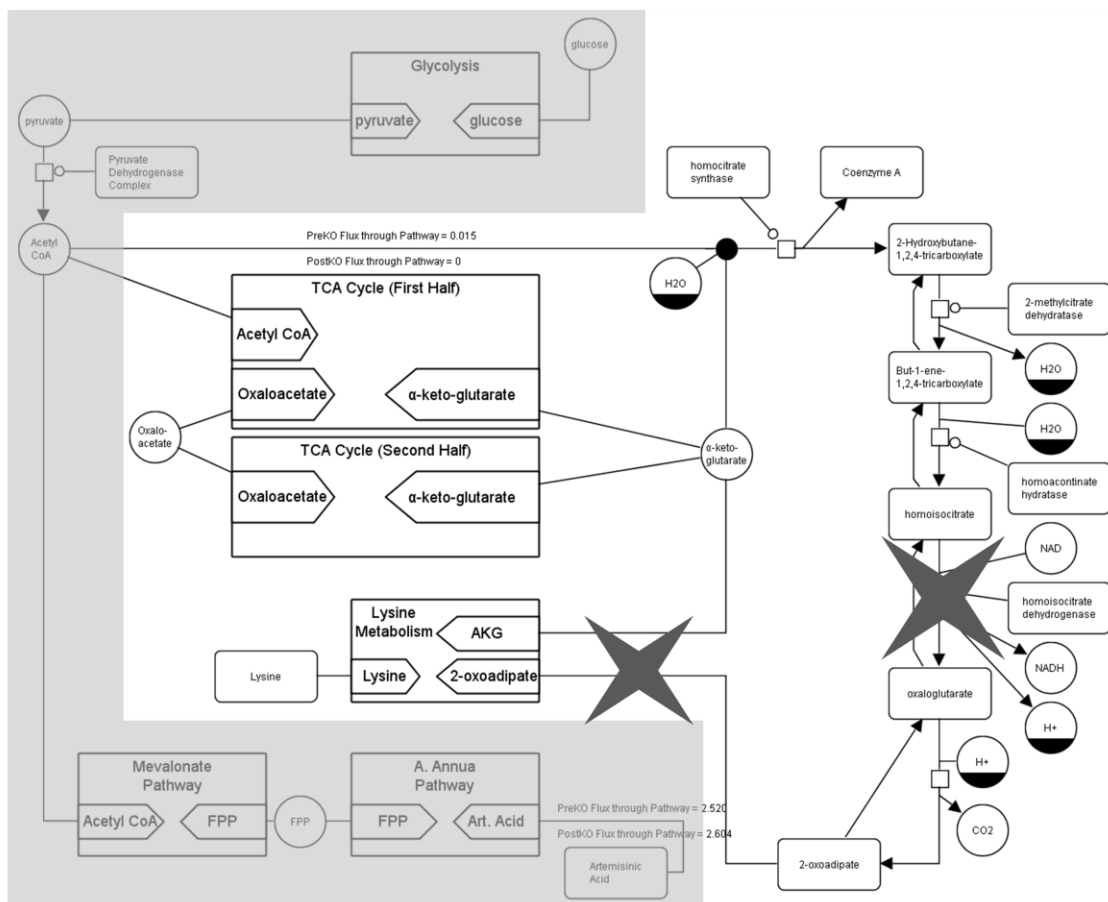 glucose
Glycolysis
pyruvate
glucose
pyruvate
Pyruvate
Dehydrogenase
Complex
homocitrate
synthase
Coenzyme A
Acetyl
CoA
PreKO Flux through Pathway = 0.015
PostKO Flux through Pathway = 0
2-Hydroxybutane-
1,2,4-tricarboxylate
H2O
TCA Cycle (First Half)
Acetyl CoA
Oxaloacetate
α-keto-glutarate
2-methylcitrate
dehydratase
H2O
But-1-ene-
1,2,4-tricarboxylate
H2O
Oxalo-
acetate
TCA Cycle (Second Half)
Oxaloacetate
α-keto-glutarate
α-keto-
glutarate
homoacontinate
hydratase
homoisocitrate
NAD
Lysine
Metabolism
AKG
Lysine
2-oxoadipate
Lysine
homoisocitrate
dehydrogenase
NADH
oxaloglutarate
H+
Mevalonate
Pathway
Acetyl CoA
FPP
FPP
A. Annua
Pathway
FPP
Art. Acid
PreKO Flux through Pathway = 2.520
PostKO Flux through Pathway = 2.604
Artemisinic
Acid
H+
CO2
2-oxoadipate